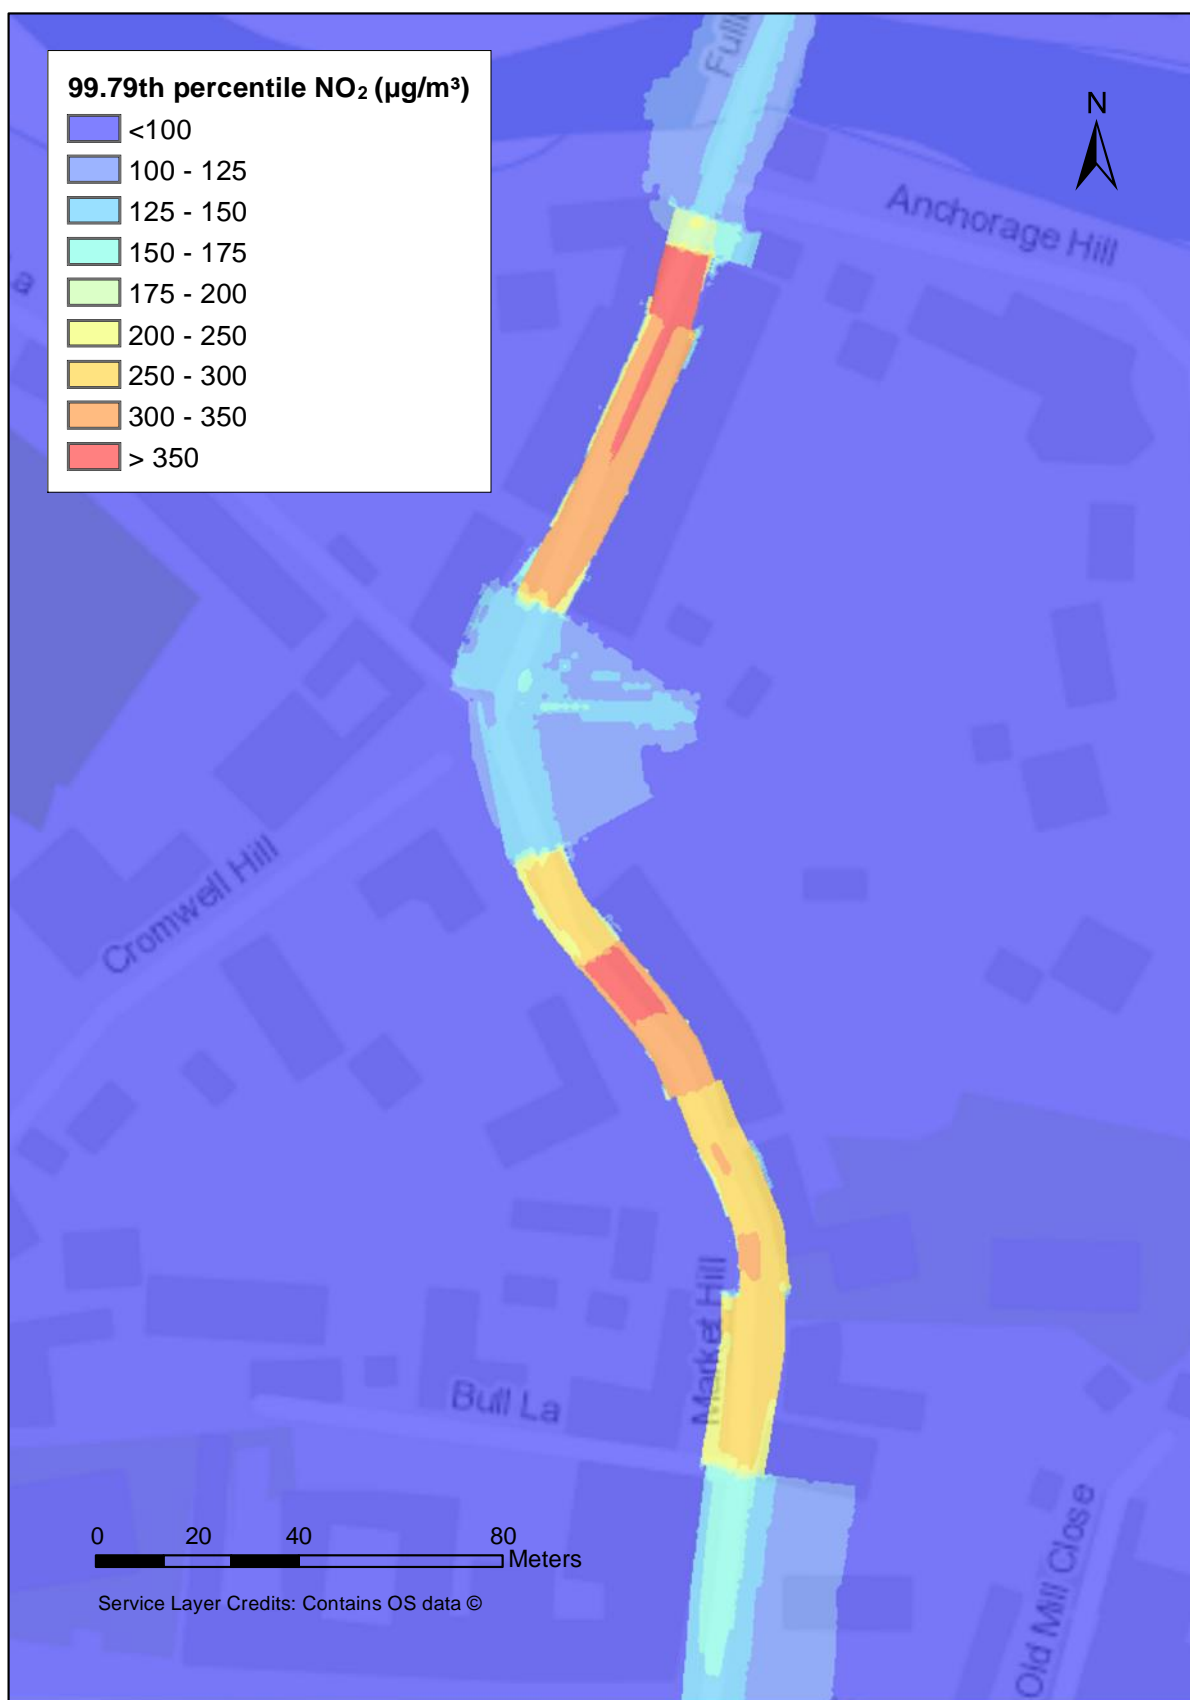 99.79th percentile NO₂ (µg/m³)
<100
100 - 125
125 - 150
150 - 175
175 - 200
200 - 250
250 - 300
300 - 350
> 350
N
Anchorage Hill
a
Cromwell Hill
Market Hill
Bull La
Old Mill Close
0 20 40 80
Meters
Service Layer Credits: Contains OS data ©